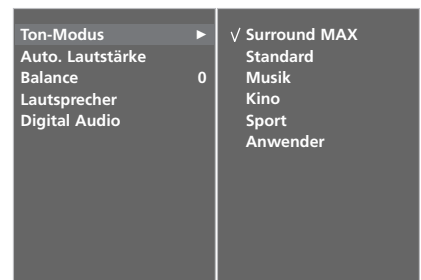 Ton-Modus ►
Auto. Lautstärke
Balance 0
Lautsprecher
Digital Audio
√ Surround MAX
Standard
Musik
Kino
Sport
Anwender